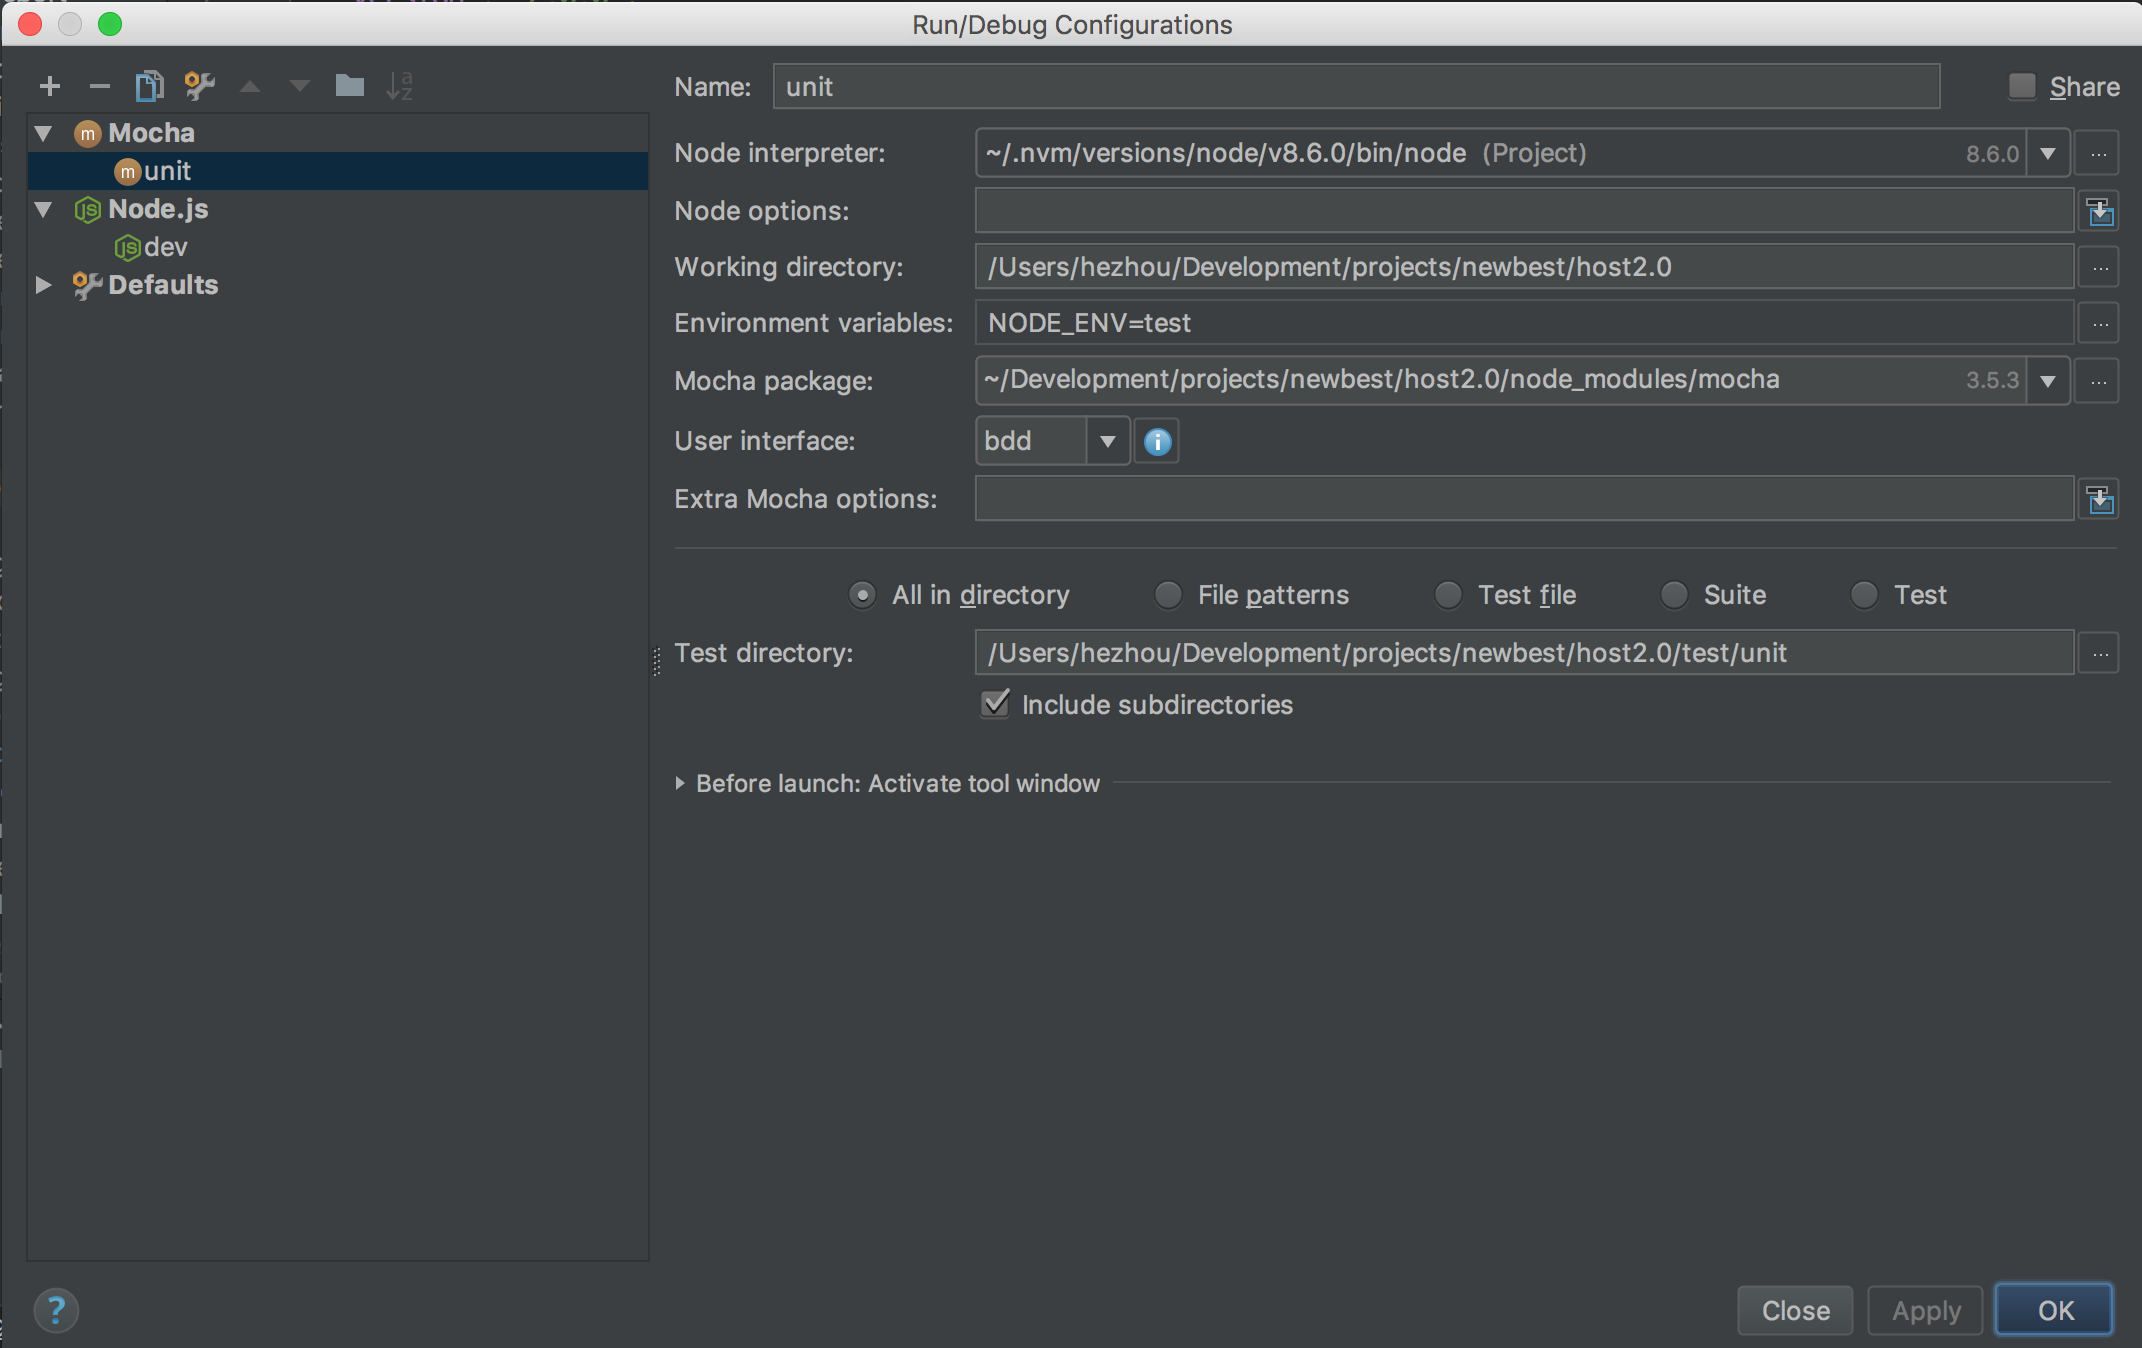 Run/Debug Configurations
Name: unit Share
Mocha
unit
Node.js
dev
Defaults
Node interpreter: ~/.nvm/versions/node/v8.6.0/bin/node (Project) 8.6.0
Node options:
Working directory: /Users/hezhou/Development/projects/newbest/host2.0
Environment variables: NODE_ENV=test
Mocha package: ~/Development/projects/newbest/host2.0/node_modules/mocha 3.5.3
User interface: bdd
Extra Mocha options:
All in directory File patterns Test file Suite Test
Test directory: /Users/hezhou/Development/projects/newbest/host2.0/test/unit
Include subdirectories
Before launch: Activate tool window
Close Apply OK